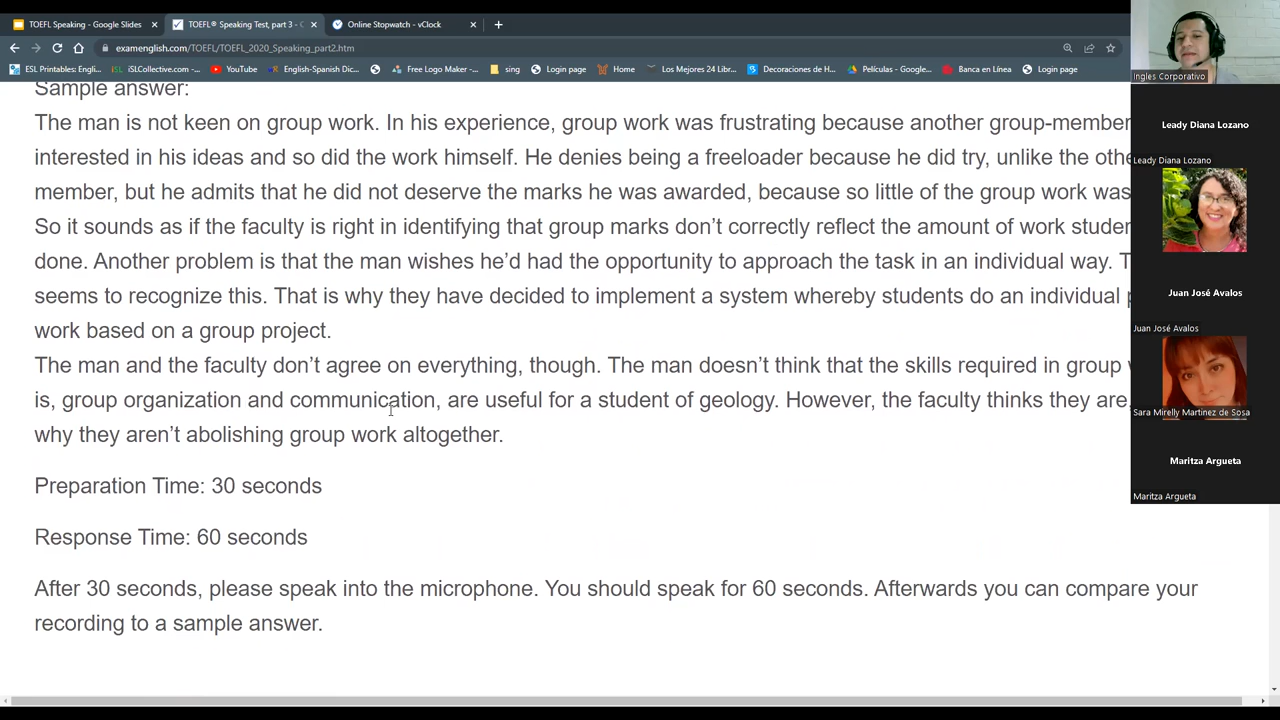 TOEFL Speaking - Google Slides
TOEFL® Speaking Test, part 3 - C
Online Stopwatch - vClock
examenglish.com/TOEFL/TOEFL_2020_Speaking_part2.htm
ESL Printables: Engli...
iSLCollective.com -...
YouTube
English-Spanish Dic...
Free Logo Maker -...
sing
Login page
Home
Los Mejores 24 Libr...
Decoraciones de H...
Películas - Google...
Banca en Línea
Login page
Sample answer:
The man is not keen on group work. In his experience, group work was frustrating because another group-member
interested in his ideas and so did the work himself. He denies being a freeloader because he did try, unlike the othe
member, but he admits that he did not deserve the marks he was awarded, because so little of the group work was
So it sounds as if the faculty is right in identifying that group marks don't correctly reflect the amount of work studen
done. Another problem is that the man wishes he'd had the opportunity to approach the task in an individual way. T
seems to recognize this. That is why they have decided to implement a system whereby students do an individual p
work based on a group project.
The man and the faculty don't agree on everything, though. The man doesn't think that the skills required in group
is, group organization and communication, are useful for a student of geology. However, the faculty thinks they are,
why they aren't abolishing group work altogether.
Preparation Time: 30 seconds
Response Time: 60 seconds
After 30 seconds, please speak into the microphone. You should speak for 60 seconds. Afterwards you can compare your
recording to a sample answer.
Ingles Corporativo
Leady Diana Lozano
Leady Diana Lozano
Juan José Avalos
Juan José Avalos
Sara Mirelly Martinez de Sosa
Maritza Argueta
Maritza Argueta